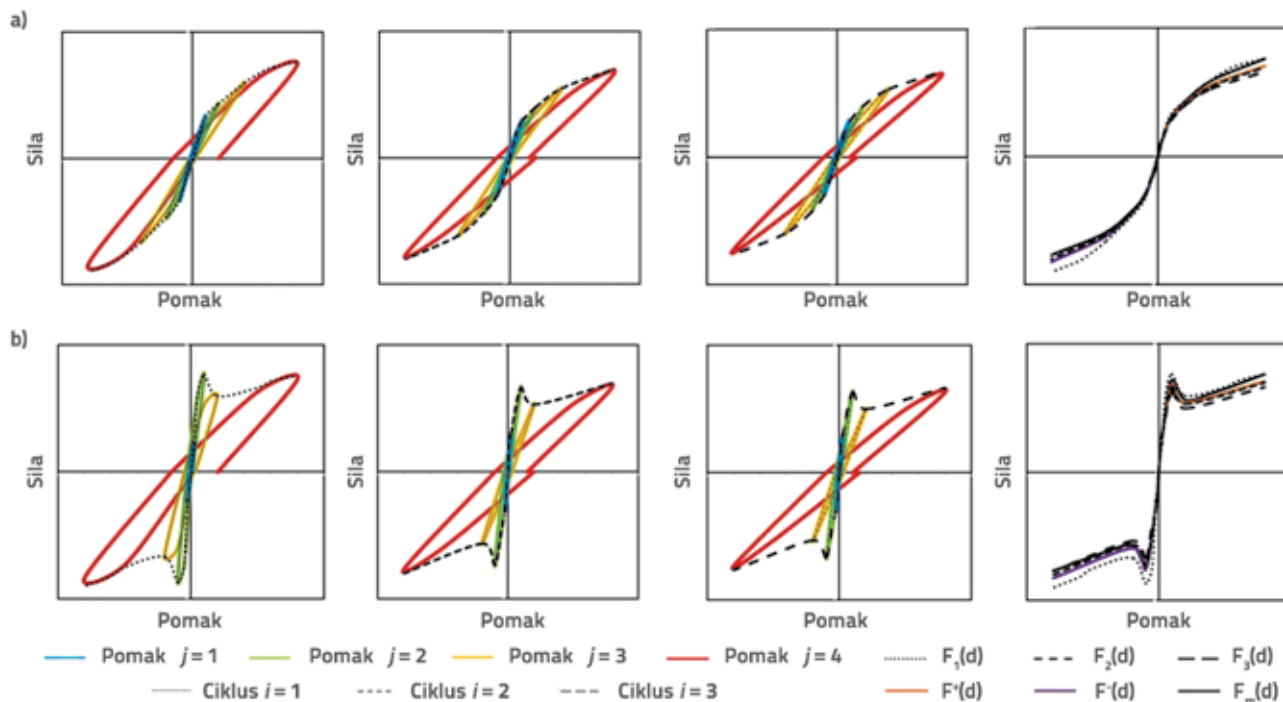 a)
Sila
Pomak
Sila
Pomak
Sila
Pomak
Sila
Pomak
b)
Sila
Pomak
Sila
Pomak
Sila
Pomak
Sila
Pomak
Pomak j = 1 Pomak j = 2 Pomak j = 3 Pomak j = 4 F₁(d) F₂(d) F₃(d)
Ciklus i = 1 Ciklus i = 2 Ciklus i = 3 F⁺(d) F⁻(d) Fₘ(d)